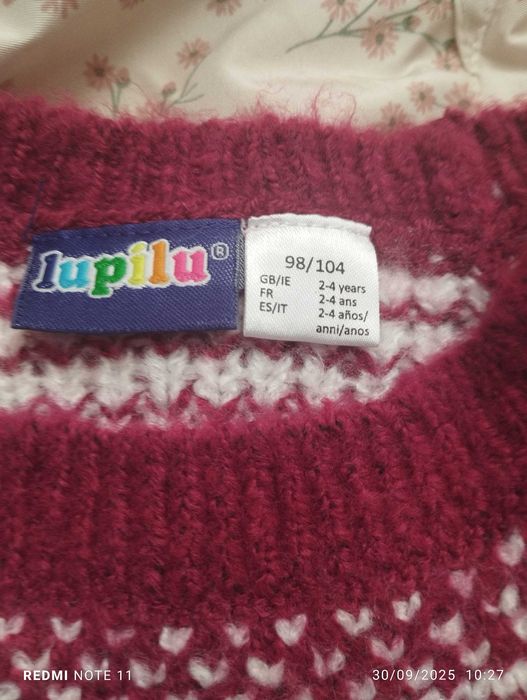 lupilu®
98/104
GB/IE 2-4 years
FR 2-4 ans
ES/IT 2-4 años/
anni/anos
REDMI NOTE 11 30/09/2025 10:27